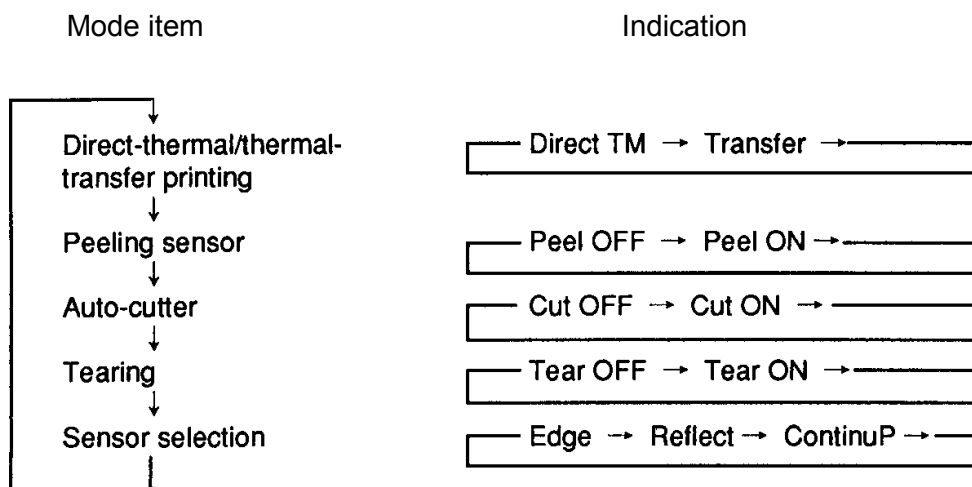 Mode item Indication
Direct-thermal/thermal- Direct TM → Transfer →
transfer printing
Peeling sensor Peel OFF → Peel ON →
Auto-cutter Cut OFF → Cut ON →
Tearing Tear OFF → Tear ON →
Sensor selection Edge → Reflect → ContinuP →